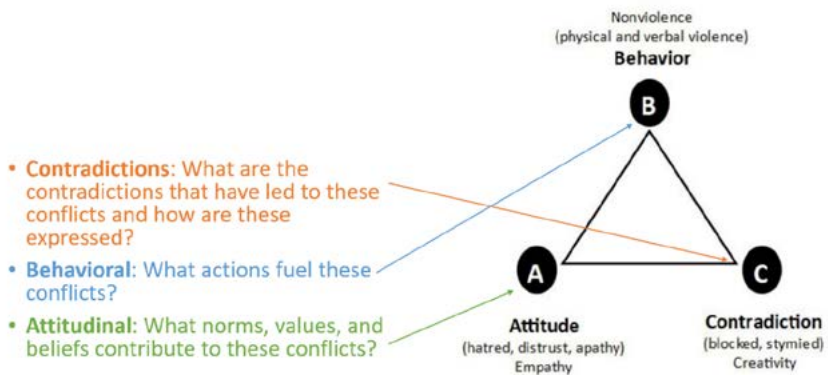 Nonviolence
(physical and verbal violence)
Behavior
B
• Contradictions: What are the
contradictions that have led to these
conflicts and how are these
expressed?
• Behavioral: What actions fuel these
conflicts?
• Attitudinal: What norms, values, and
beliefs contribute to these conflicts?
A
C
Attitude
(hatred, distrust, apathy)
Empathy
Contradiction
(blocked, stymied)
Creativity